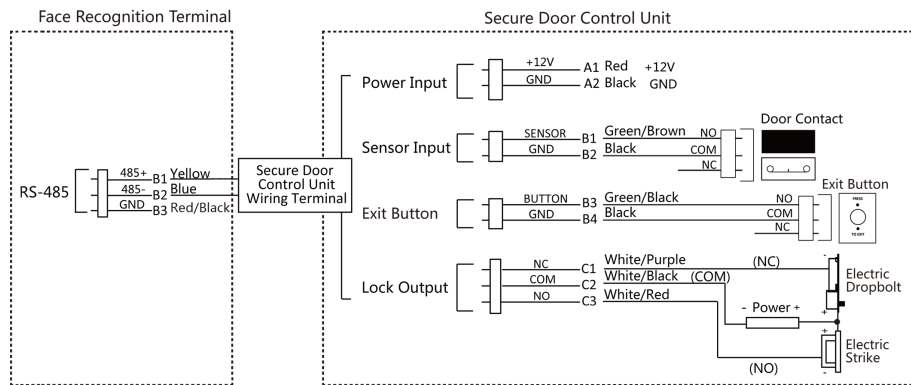 Face Recognition Terminal
Secure Door Control Unit
RS-485
485+ B1 Yellow
485- B2 Blue
GND B3 Red/Black
Secure Door
Control Unit
Wiring Terminal
Power Input
+12V A1 Red +12V
GND A2 Black GND
Sensor Input
SENSOR B1 Green/Brown NO
GND B2 Black COM
NC
Door Contact
Exit Button
BUTTON B3 Green/Black NO
GND B4 Black COM
NC
Exit Button
PRESS
TO EXIT
Lock Output
NC C1 White/Purple (NC)
COM C2 White/Black (COM)
NO C3 White/Red
(NO)
- Power +
-
Electric
Dropbolt
+
+
Electric
Strike
-